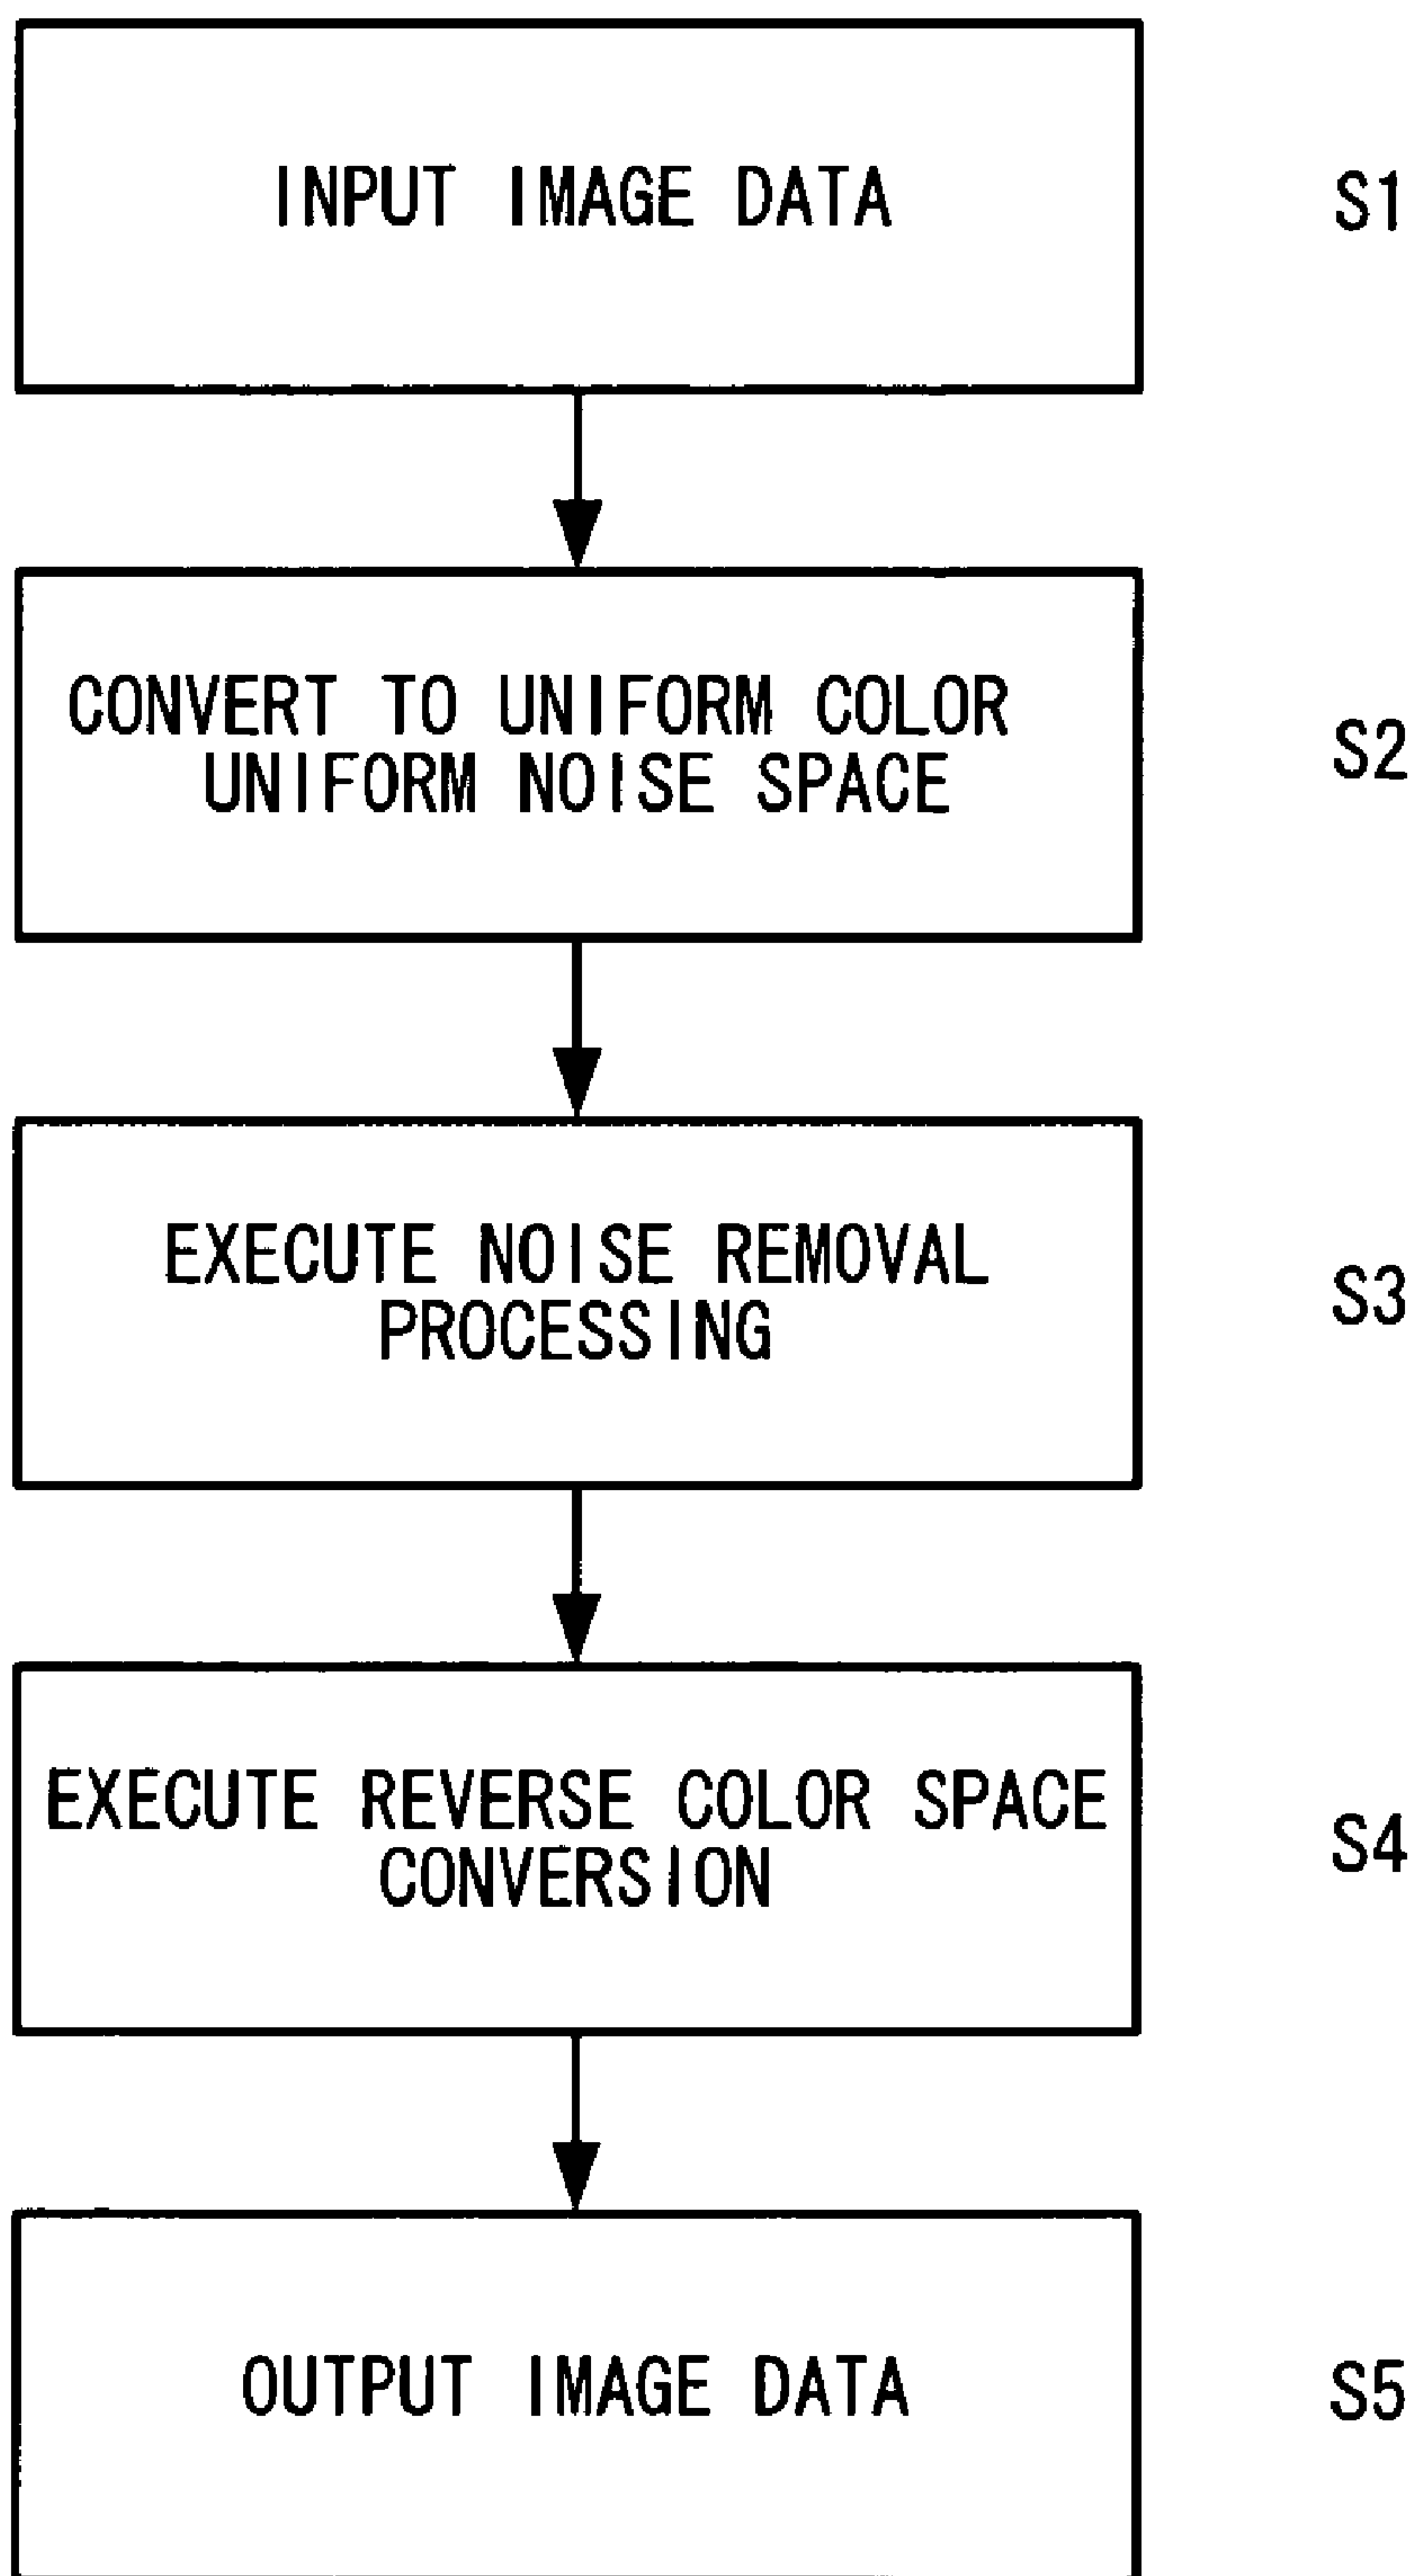 INPUT IMAGE DATA
S1
CONVERT TO UNIFORM COLOR
UNIFORM NOISE SPACE
S2
EXECUTE NOISE REMOVAL
PROCESSING
S3
EXECUTE REVERSE COLOR SPACE
CONVERSION
S4
OUTPUT IMAGE DATA
S5